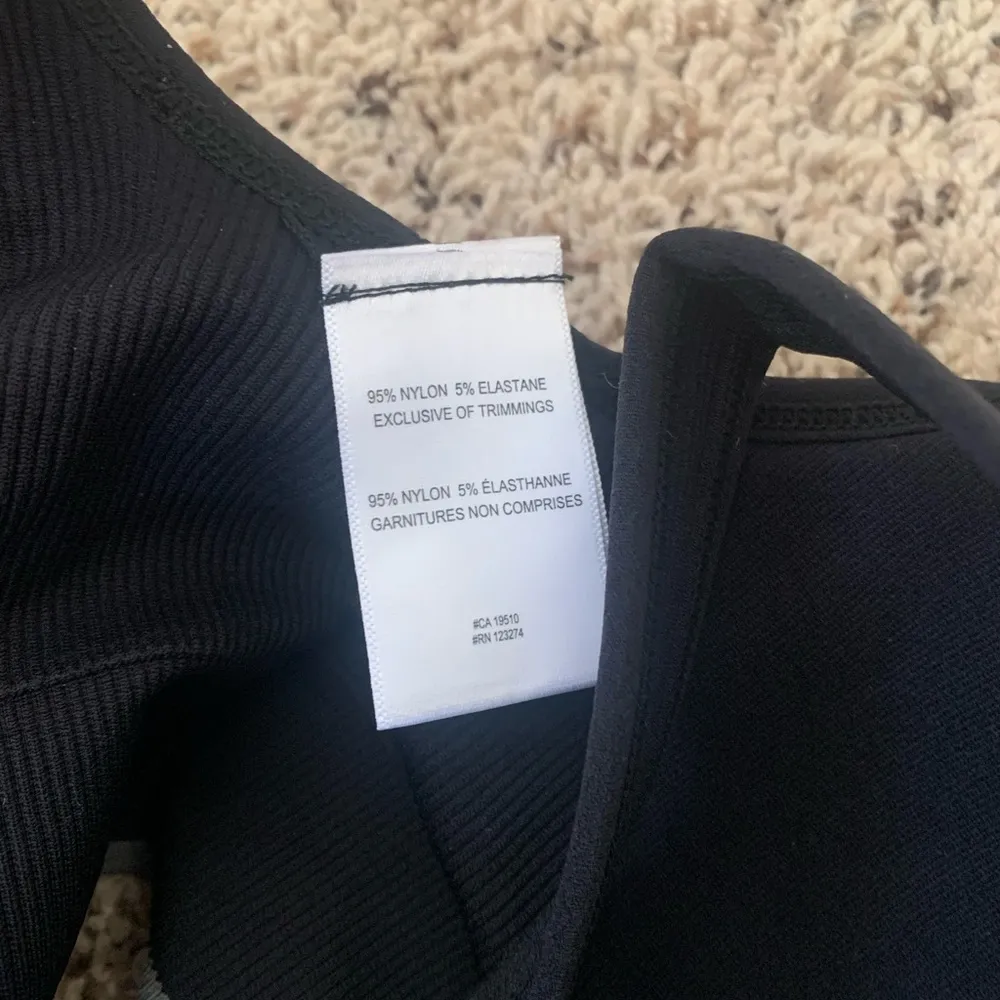 95% NYLON 5% ELASTANE
EXCLUSIVE OF TRIMMINGS
95% NYLON 5% ÉLASTHANNE
GARNITURES NON COMPRISES
#CA 19510
#RN 123274